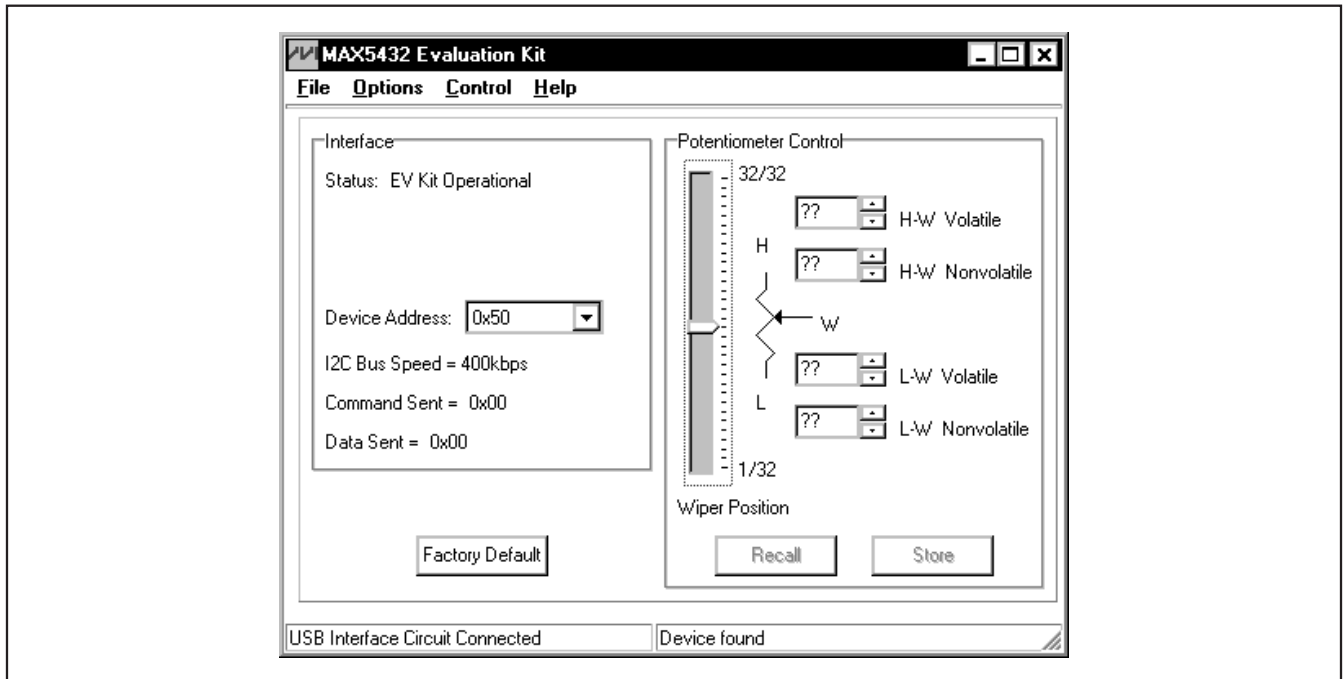 MAX5432 Evaluation Kit
File Options Control Help
Interface
Status: EV Kit Operational
Device Address: 0x50
I2C Bus Speed = 400kbps
Command Sent = 0x00
Data Sent = 0x00
Factory Default
Potentiometer Control
32/32
?? H-W Volatile
H
?? H-W Nonvolatile
W
?? L-W Volatile
L
?? L-W Nonvolatile
1/32
Wiper Position
Recall Store
USB Interface Circuit Connected Device found